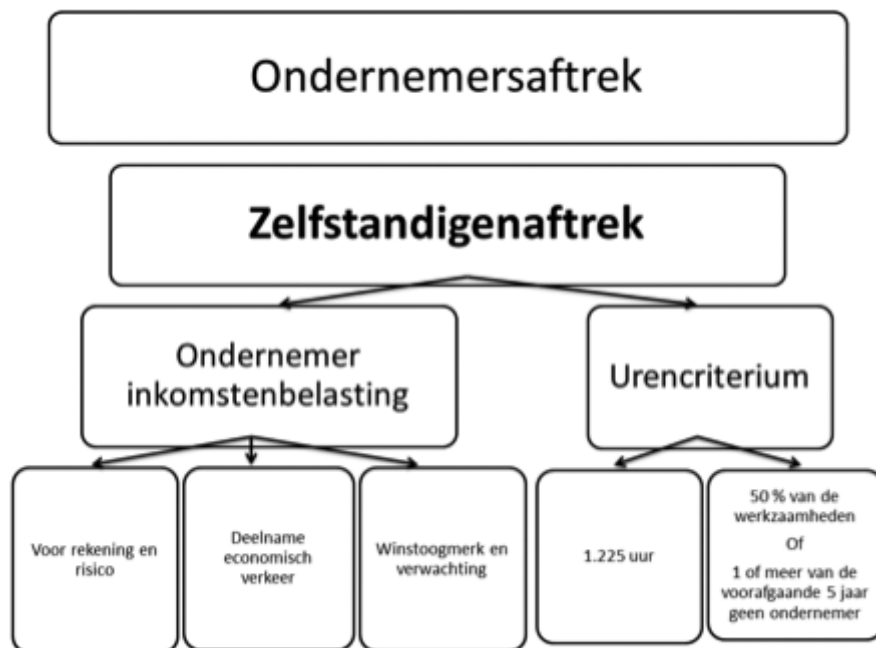 Ondernemersaftrek
Zelfstandigenaftrek
Ondernemer
inkomstenbelasting
Urencriterium
Voor rekening en
risico
Deelname
economisch
verkeer
Winstoogmerk en
verwachting
1.225 uur
50 % van de
werkzaamheden
Of
1 of meer van de
voorafgaande 5 jaar
geen ondernemer